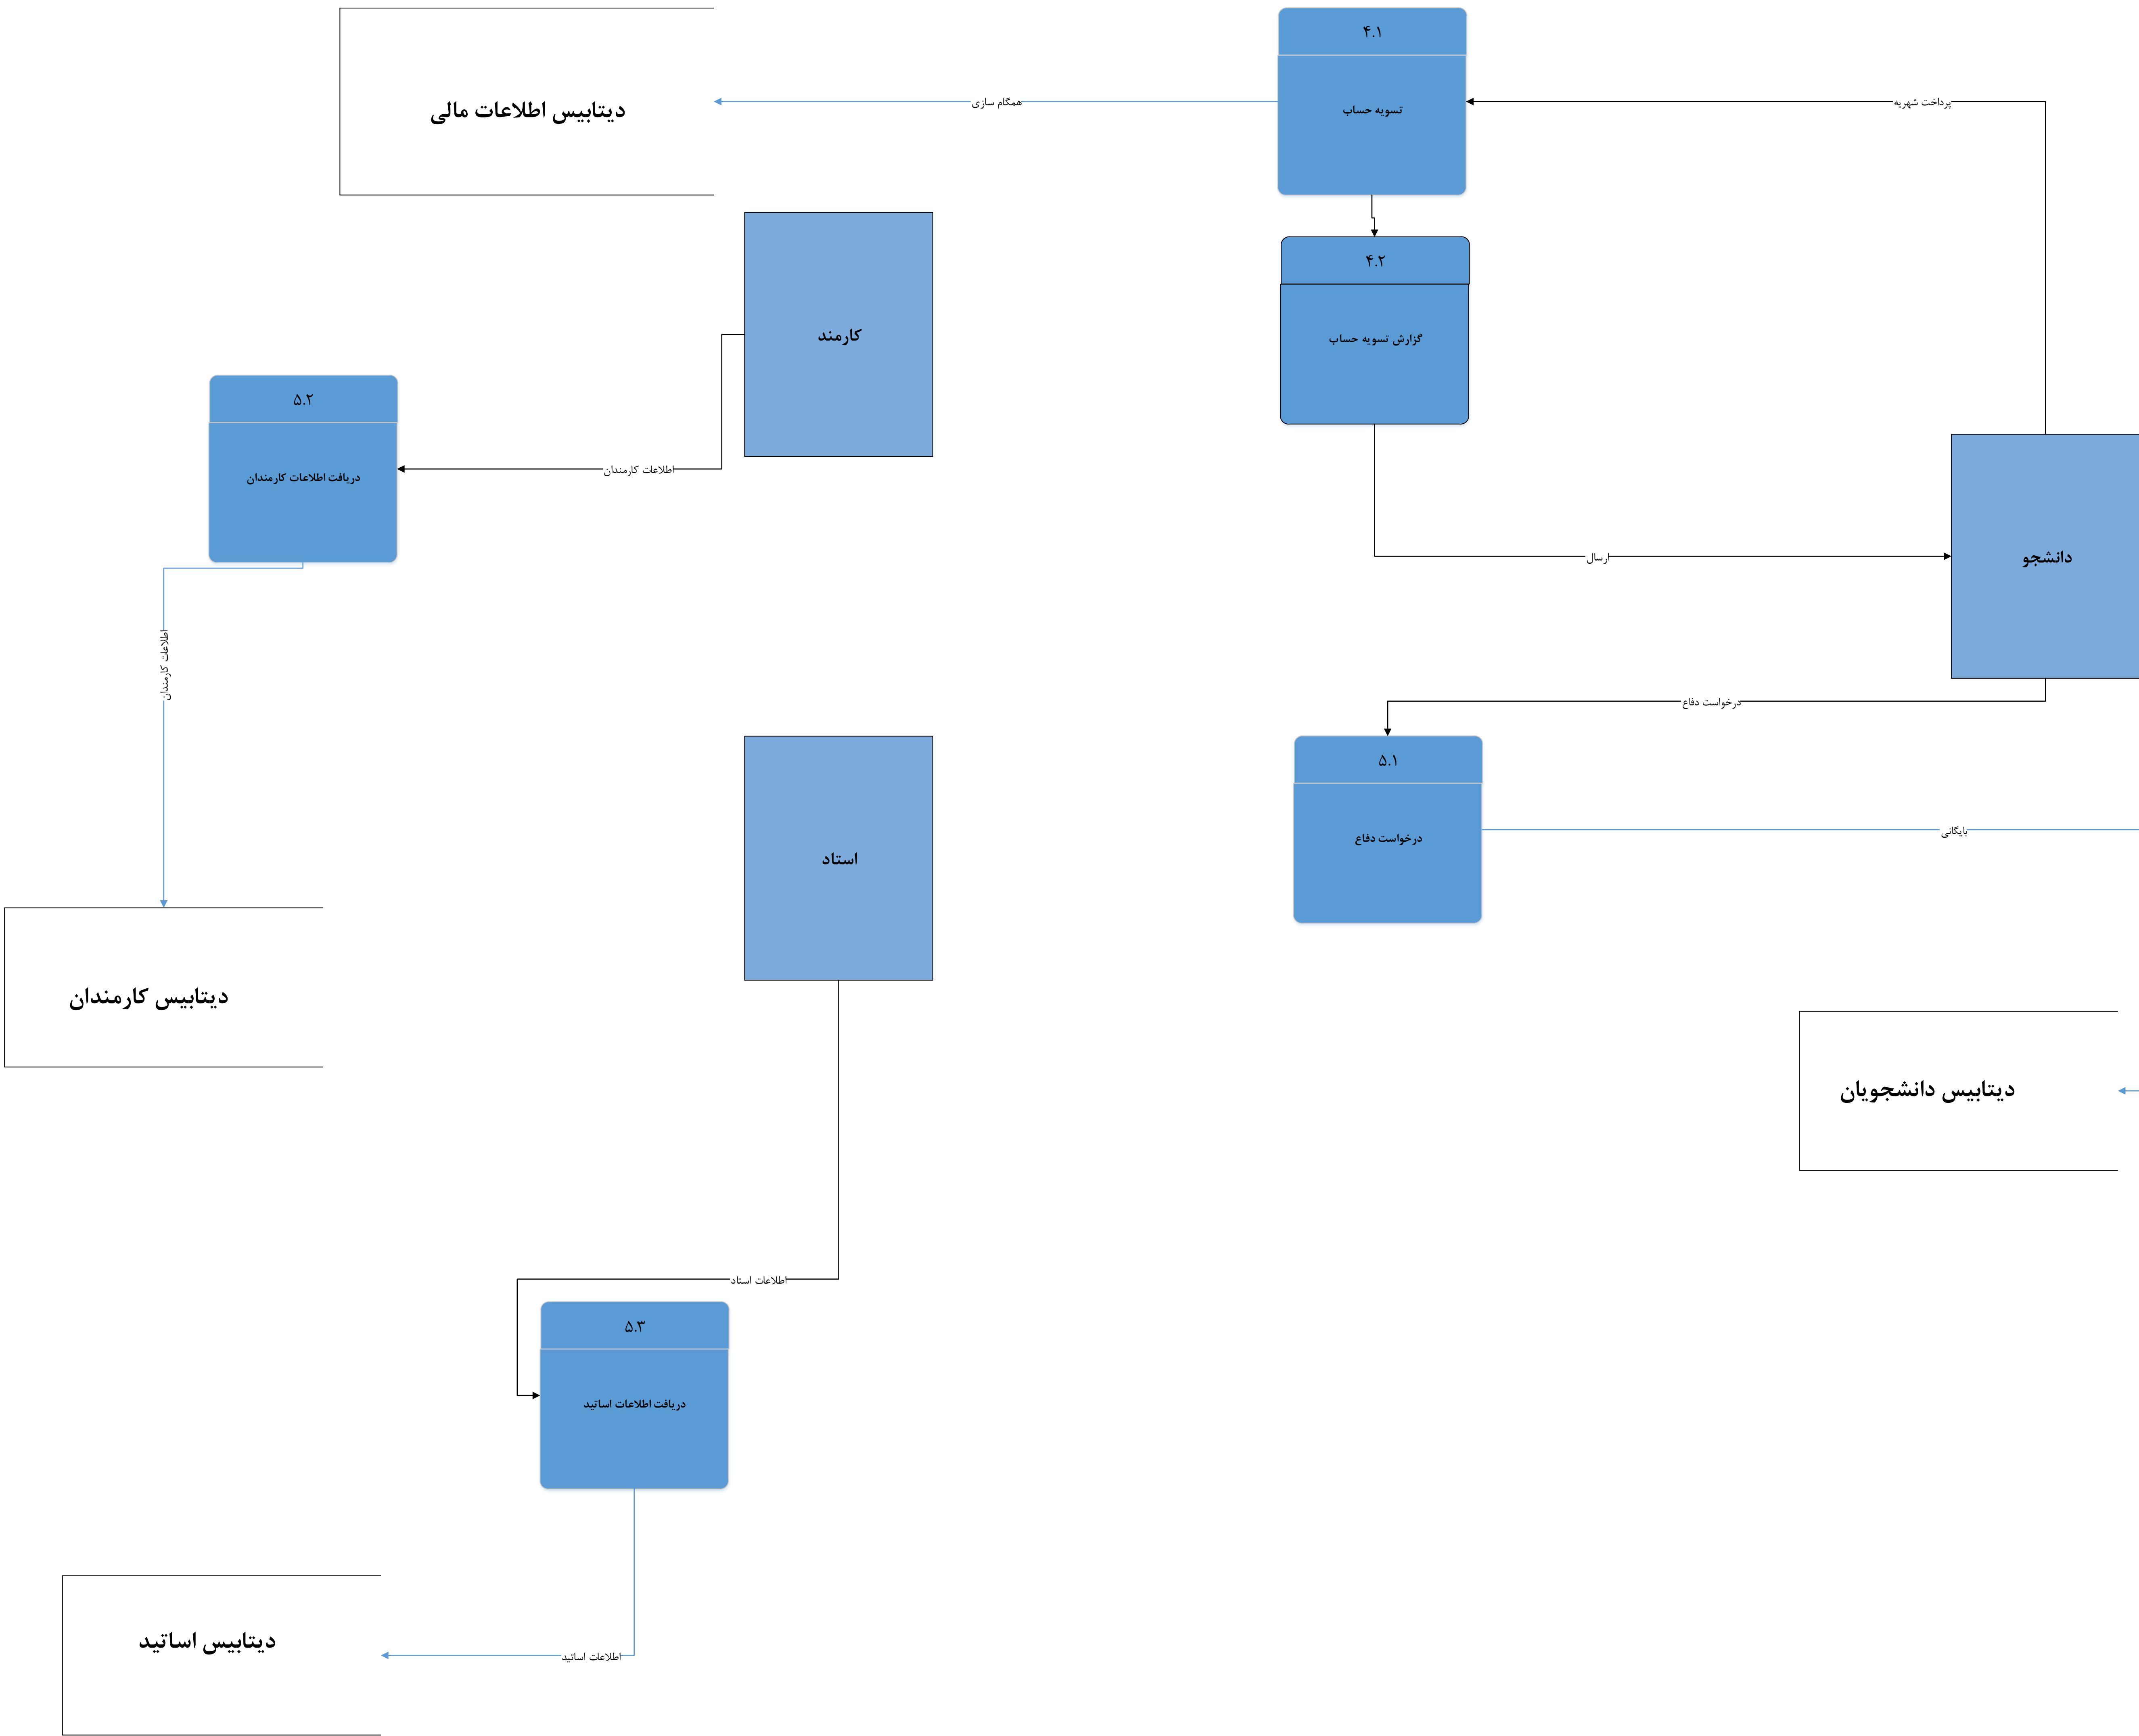 ۴.۱
تسویه حساب
دیتابیس اطلاعات مالی
همگام سازی
پرداخت شهریه
۴.۲
گزارش تسویه حساب
کارمند
۵.۲
دریافت اطلاعات کارمندان
اطلاعات کارمندان
ارسال
دانشجو
اطلاعات کارمندان
درخواست دفاع
۵.۱
درخواست دفاع
بایگانی
استاد
دیتابیس کارمندان
دیتابیس دانشجویان
اطلاعات استاد
۵.۳
دریافت اطلاعات اساتید
دیتابیس اساتید
اطلاعات اساتید